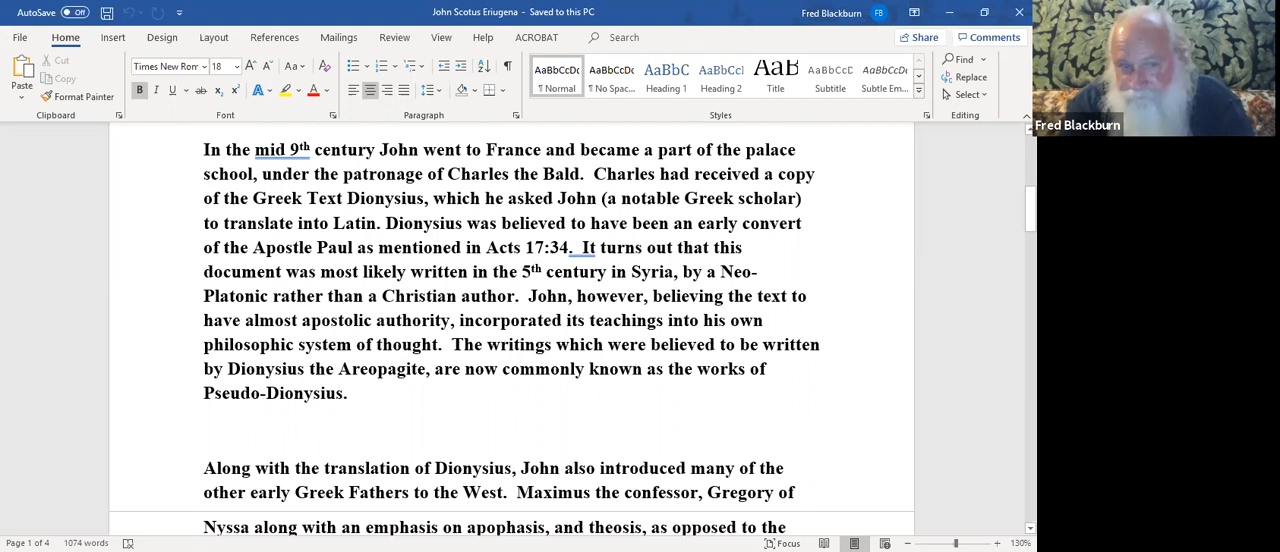 AutoSave Off
John Scotus Eriugena - Saved to this PC
Fred Blackburn FB
File Home Insert Design Layout References Mailings Review View Help ACROBAT Search Share Comments
Paste
Cut
Copy
Format Painter
Clipboard
Times New Rom 18
Font
Paragraph
AaBbCcDc AaBbCcDc AaBbC AaBbCcI AaB AaBbCcC AaBbCcDc
¶ Normal ¶ No Spac... Heading 1 Heading 2 Title Subtitle Subtle Em...
Styles
Find
Replace
Select
Editing
Fred Blackburn
In the mid 9th century John went to France and became a part of the palace
school, under the patronage of Charles the Bald. Charles had received a copy
of the Greek Text Dionysius, which he asked John (a notable Greek scholar)
to translate into Latin. Dionysius was believed to have been an early convert
of the Apostle Paul as mentioned in Acts 17:34. It turns out that this
document was most likely written in the 5th century in Syria, by a Neo-
Platonic rather than a Christian author. John, however, believing the text to
have almost apostolic authority, incorporated its teachings into his own
philosophic system of thought. The writings which were believed to be written
by Dionysius the Areopagite, are now commonly known as the works of
Pseudo-Dionysius.
Along with the translation of Dionysius, John also introduced many of the
other early Greek Fathers to the West. Maximus the confessor, Gregory of
Nyssa along with an emphasis on apophasis, and theosis, as opposed to the
Page 1 of 4 1074 words Focus 130%